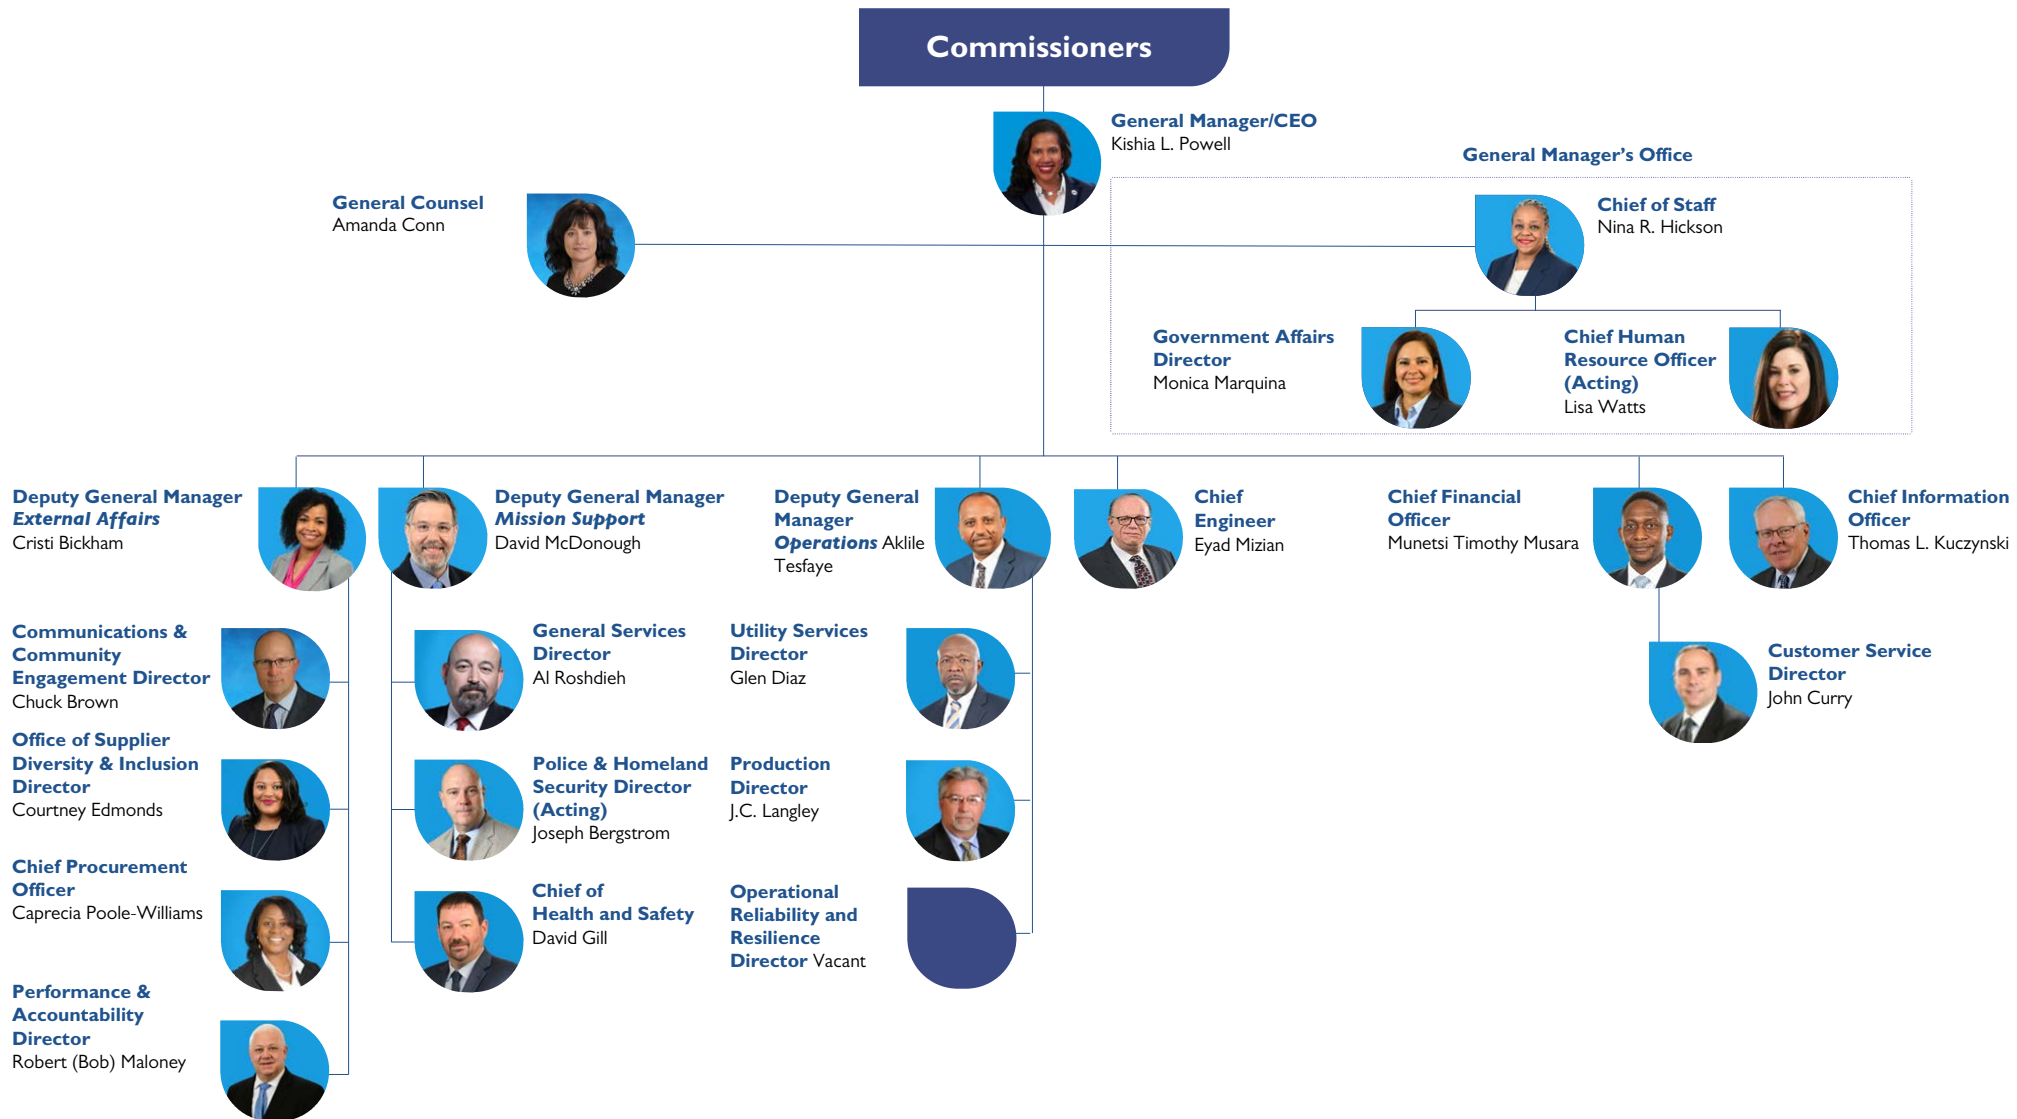 Commissioners
General Manager/CEO
Kishia L. Powell
General Manager’s Office
General Counsel
Amanda Conn
Chief of Staff
Nina R. Hickson
Government Affairs
Director
Monica Marquina
Chief Human
Resource Officer
(Acting)
Lisa Watts
Deputy General Manager
External Affairs
Cristi Bickham
Deputy General Manager
Mission Support
David McDonough
Deputy General
Manager
Operations Aklile
Tesfaye
Chief
Engineer
Eyad Mizian
Chief Financial
Officer
Munetsi Timothy Musara
Chief Information
Officer
Thomas L. Kuczynski
Communications &
Community
Engagement Director
Chuck Brown
General Services
Director
Al Roshdieh
Utility Services
Director
Glen Diaz
Customer Service
Director
John Curry
Office of Supplier
Diversity & Inclusion
Director
Courtney Edmonds
Police & Homeland
Security Director
(Acting)
Joseph Bergstrom
Production
Director
J.C. Langley
Chief Procurement
Officer
Caprecia Poole-Williams
Chief of
Health and Safety
David Gill
Operational
Reliability and
Resilience
Director Vacant
Performance &
Accountability
Director
Robert (Bob) Maloney